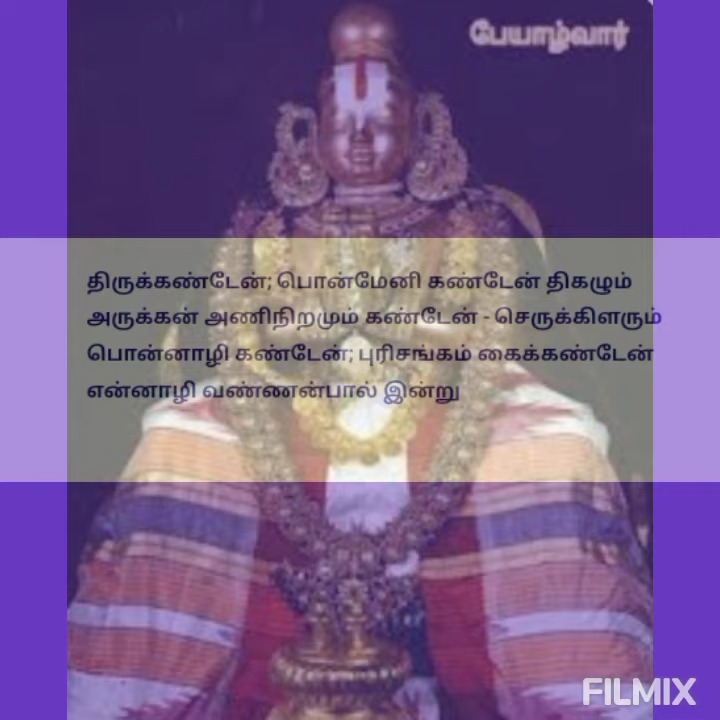 பேயாழ்வார்
திருக்கண்டேன்; பொன்மேனி கண்டேன் திகழும்
அருக்கன் அணிநிறமும் கண்டேன் - செருக்கிளரும்
பொன்னாழி கண்டேன்; புரிசங்கம் கைக்கண்டேன்
என்னாழி வண்ணன்பால் இன்று
FILMIX